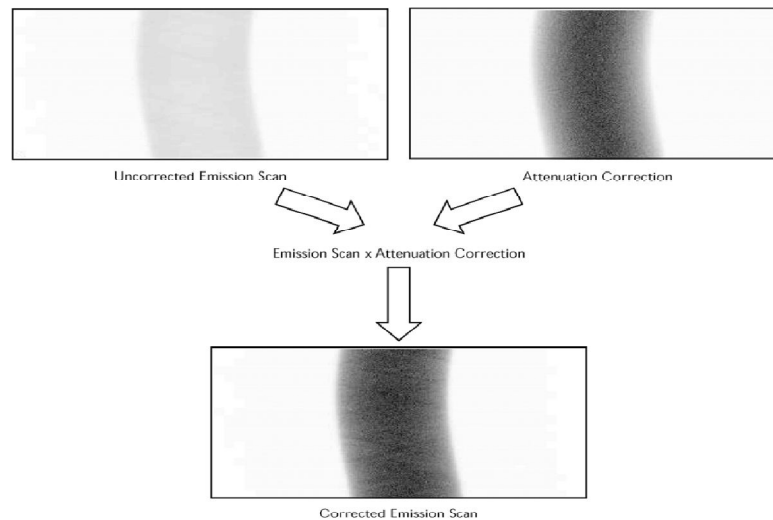 Uncorrected Emission Scan
Attenuation Correction
Emission Scan x Attenuation Correction
Corrected Emission Scan